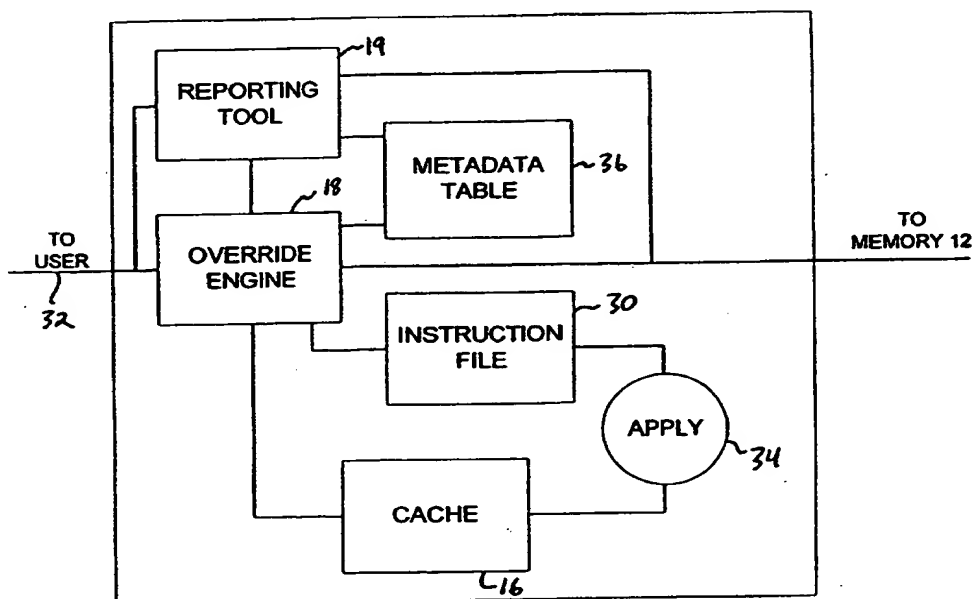 19
REPORTING
TOOL
METADATA
TABLE
36
18
TO
USER
OVERRIDE
ENGINE
TO
MEMORY 12
32
30
INSTRUCTION
FILE
APPLY
34
CACHE
16